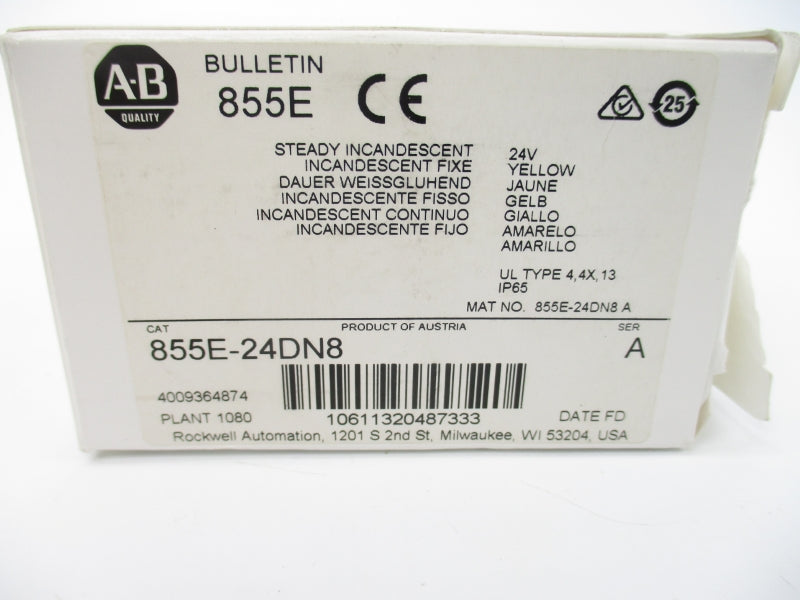 A-B
QUALITY
BULLETIN
855E CE
25
STEADY INCANDESCENT 24V
INCANDESCENT FIXE YELLOW
DAUER WEISSGLUHEND JAUNE
INCANDESCENTE FISSO GELB
INCANDESCENT CONTINUO GIALLO
INCANDESCENTE FIJO AMARELO
AMARILLO
UL TYPE 4,4X,13
IP65
MAT NO. 855E-24DN8 A
CAT PRODUCT OF AUSTRIA SER
855E-24DN8 A
4009364874
PLANT 1080 10611320487333 DATE FD
Rockwell Automation, 1201 S 2nd St, Milwaukee, WI 53204, USA